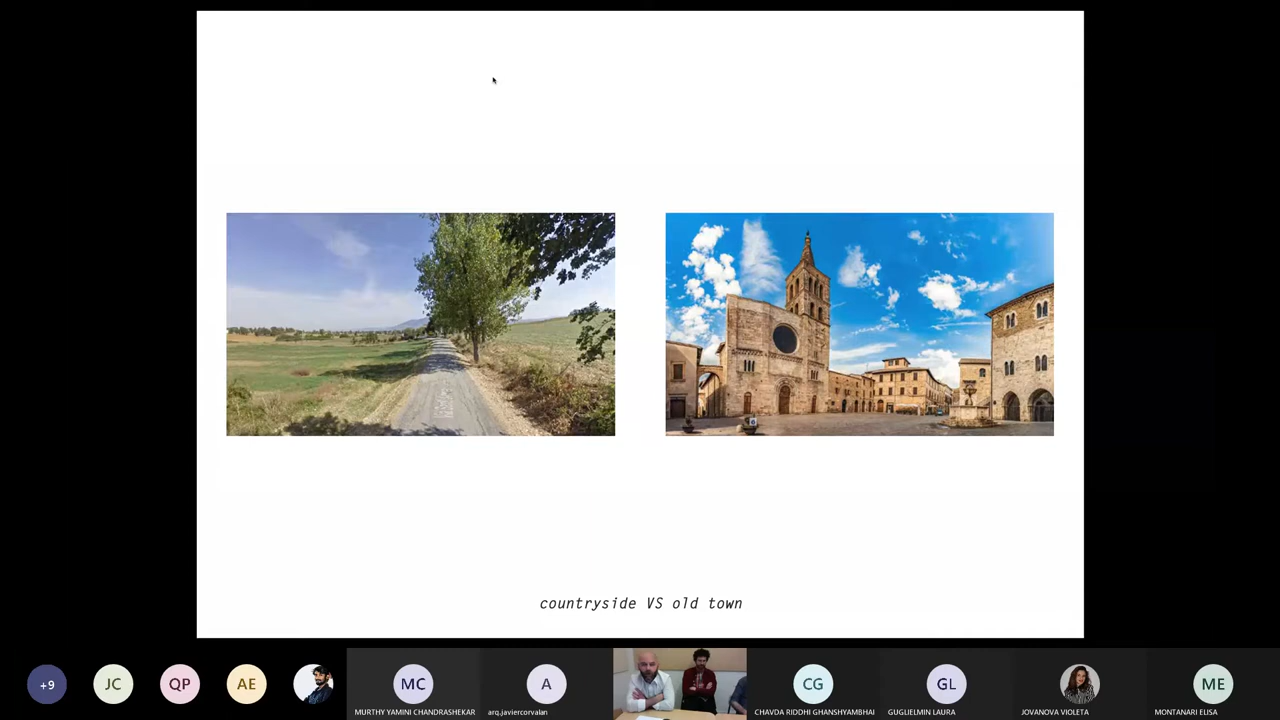 countryside VS old town
+9
JC
QP
AE
MC
MURTHY YAMINI CHANDRASHEKAR
A
arq.javiercorvalan
CG
CHAVDA RIDDHI GHANSHYAMBHAI
GL
GUGLIELMIN LAURA
JOVANOVA VIOLETA
ME
MONTANARI ELISA